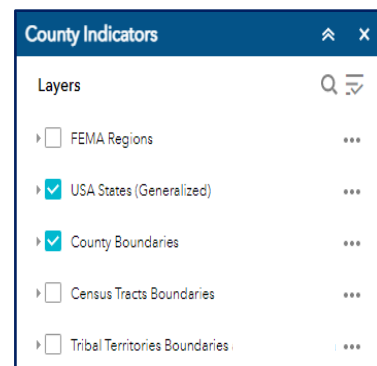 County Indicators
Layers
FEMA Regions
USA States (Generalized)
County Boundaries
Census Tracts Boundaries
Tribal Territories Boundaries